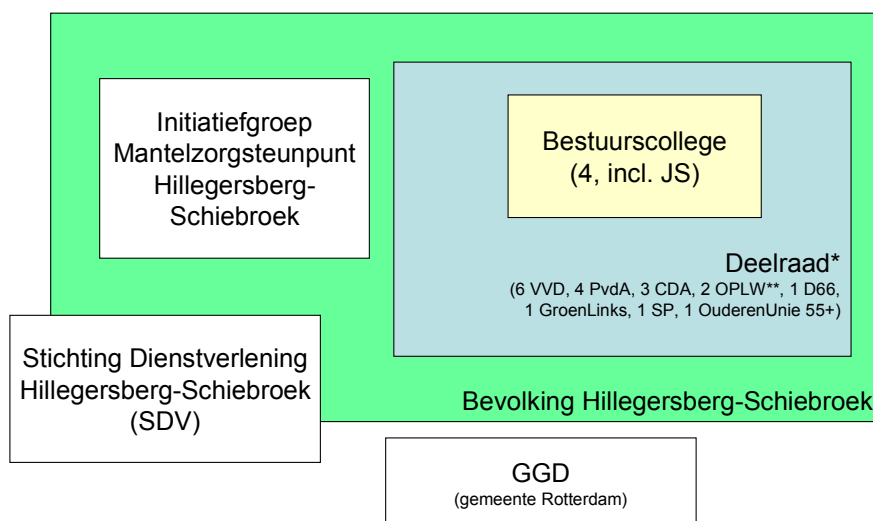 Initiatiefgroep
Mantelzorgsteunpunt
Hillegersberg-
Schiebroek
Bestuurscollege
(4, incl. JS)
Deelraad*
(6 VVD, 4 PvdA, 3 CDA, 2 OPLW**, 1 D66,
1 GroenLinks, 1 SP, 1 OuderenUnie 55+)
Stichting Dienstverlening
Hillegersberg-Schiebroek
(SDV)
Bevolking Hillegersberg-Schiebroek
GGD
(gemeente Rotterdam)